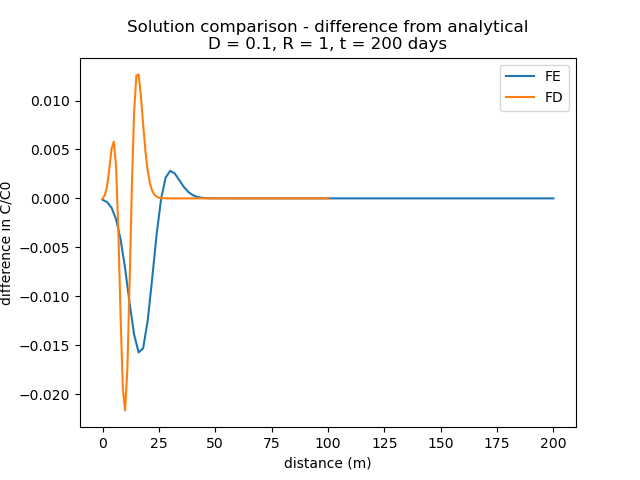 Solution comparison - difference from analytical
D = 0.1, R = 1, t = 200 days
FE
FD
0.010
0.005
0.000
−0.005
−0.010
−0.015
−0.020
difference in C/C0
0
25
50
75
100
125
150
175
200
distance (m)